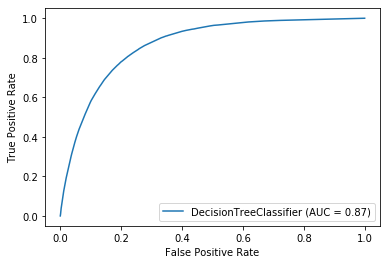 1.0
0.8
0.6
0.4
0.2
0.0
True Positive Rate
DecisionTreeClassifier (AUC = 0.87)
0.0 0.2 0.4 0.6 0.8 1.0
False Positive Rate